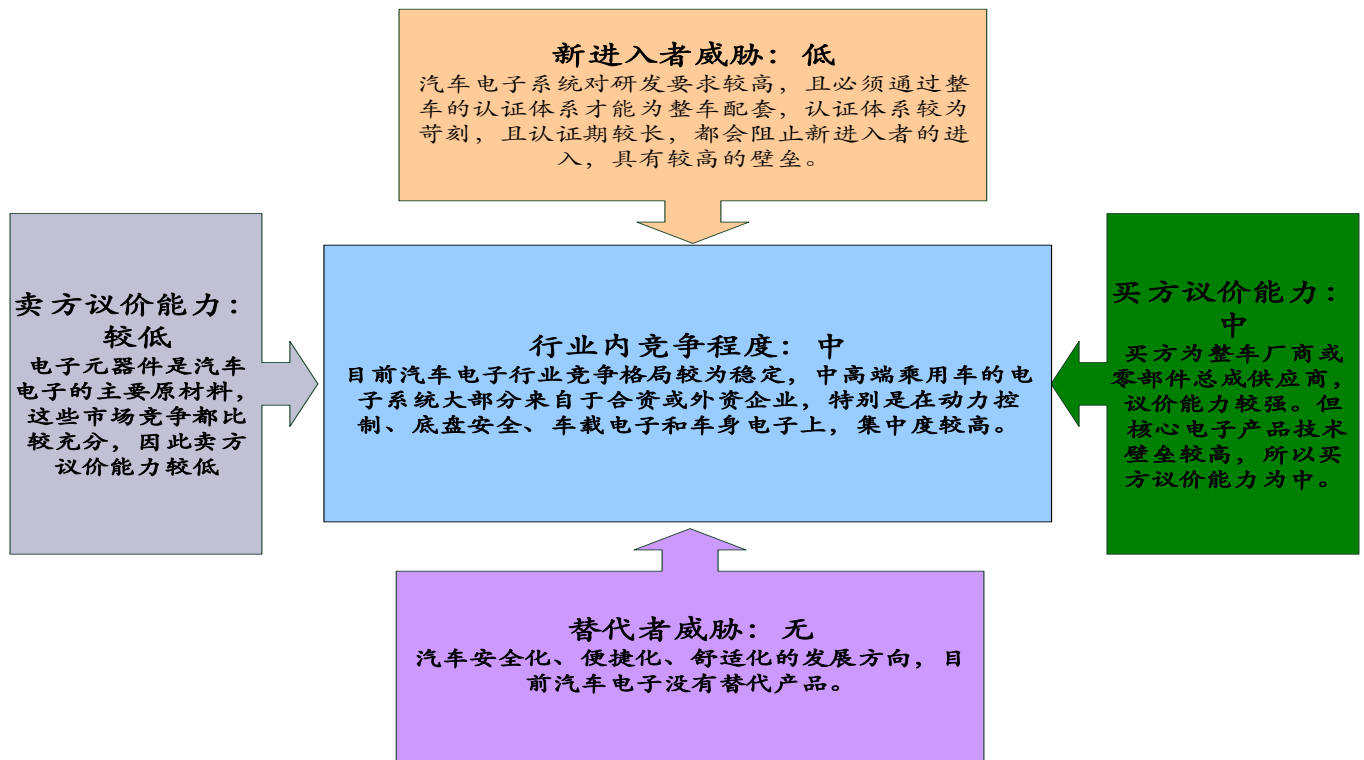 新进入者威胁：低
汽车电子系统对研发要求较高，且必须通过整
车的认证体系才能为整车配套，认证体系较为
苛刻，且认证期较长，都会阻止新进入者的进
入，具有较高的壁垒。
卖方议价能力：
较低
电子元器件是汽车
电子的主要原材料，
这些市场竞争都比
较充分，因此卖方
议价能力较低
行业内竞争程度：中
目前汽车电子行业竞争格局较为稳定，中高端乘用车的电
子系统大部分来自于合资或外资企业，特别是在动力控
制、底盘安全、车载电子和车身电子上，集中度较高。
买方议价能力：
中
买方为整车厂商或
零部件总成供应商，
议价能力较强。但
核心电子产品技术
壁垒较高，所以买
方议价能力为中。
替代者威胁：无
汽车安全化、便捷化、舒适化的发展方向，目
前汽车电子没有替代产品。